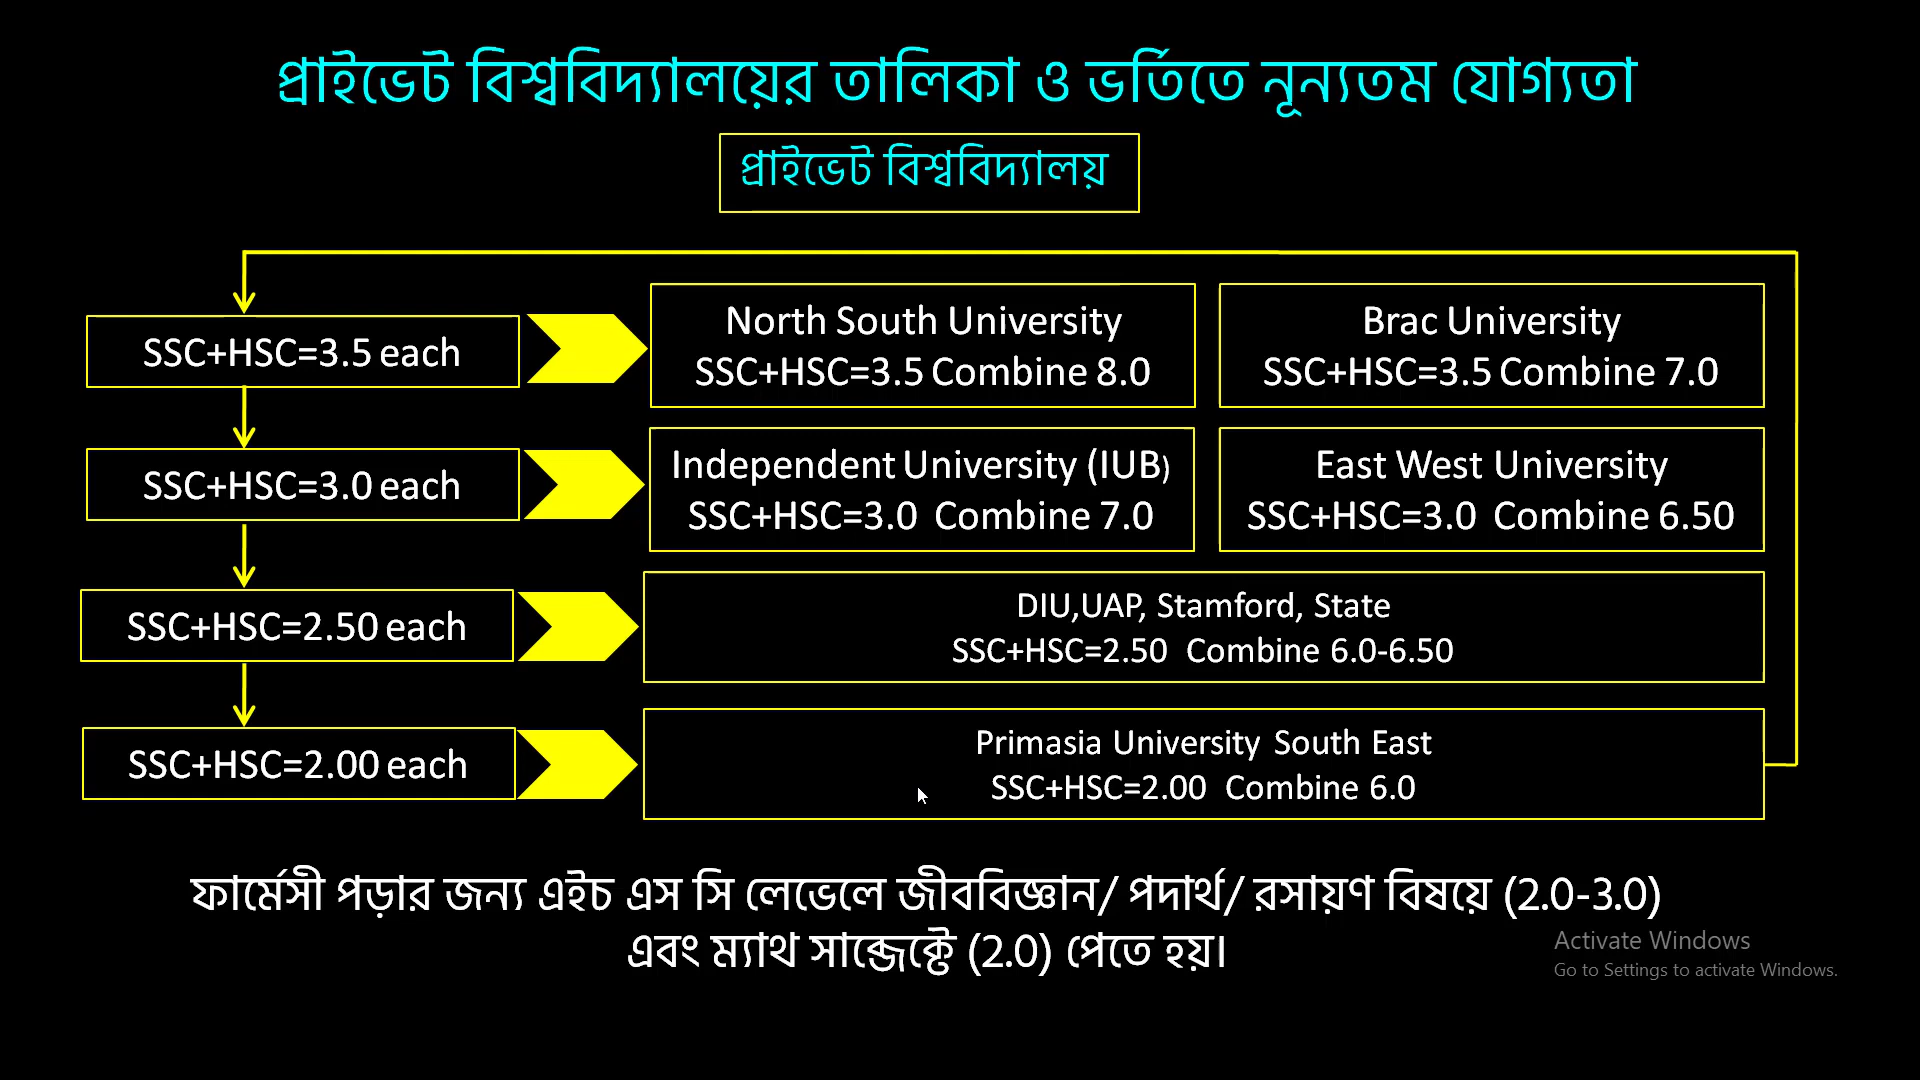 প্রাইভেট বিশ্ববিদ্যালয়ের তালিকা ও ভর্তিতে নূন্যতম যোগ্যতা
প্রাইভেট বিশ্ববিদ্যালয়
SSC+HSC=3.5 each
North South University
SSC+HSC=3.5 Combine 8.0
Brac University
SSC+HSC=3.5 Combine 7.0
SSC+HSC=3.0 each
Independent University (IUB)
SSC+HSC=3.0 Combine 7.0
East West University
SSC+HSC=3.0 Combine 6.50
SSC+HSC=2.50 each
DIU,UAP, Stamford, State
SSC+HSC=2.50 Combine 6.0-6.50
SSC+HSC=2.00 each
Primasia University South East
SSC+HSC=2.00 Combine 6.0
ফার্মেসী পড়ার জন্য এইচ এস সি লেভেলে জীববিজ্ঞান/ পদার্থ/ রসায়ণ বিষয়ে (2.0-3.0)
এবং ম্যাথ সাব্জেক্টে (2.0) পেতে হয়।
Activate Windows
Go to Settings to activate Windows.